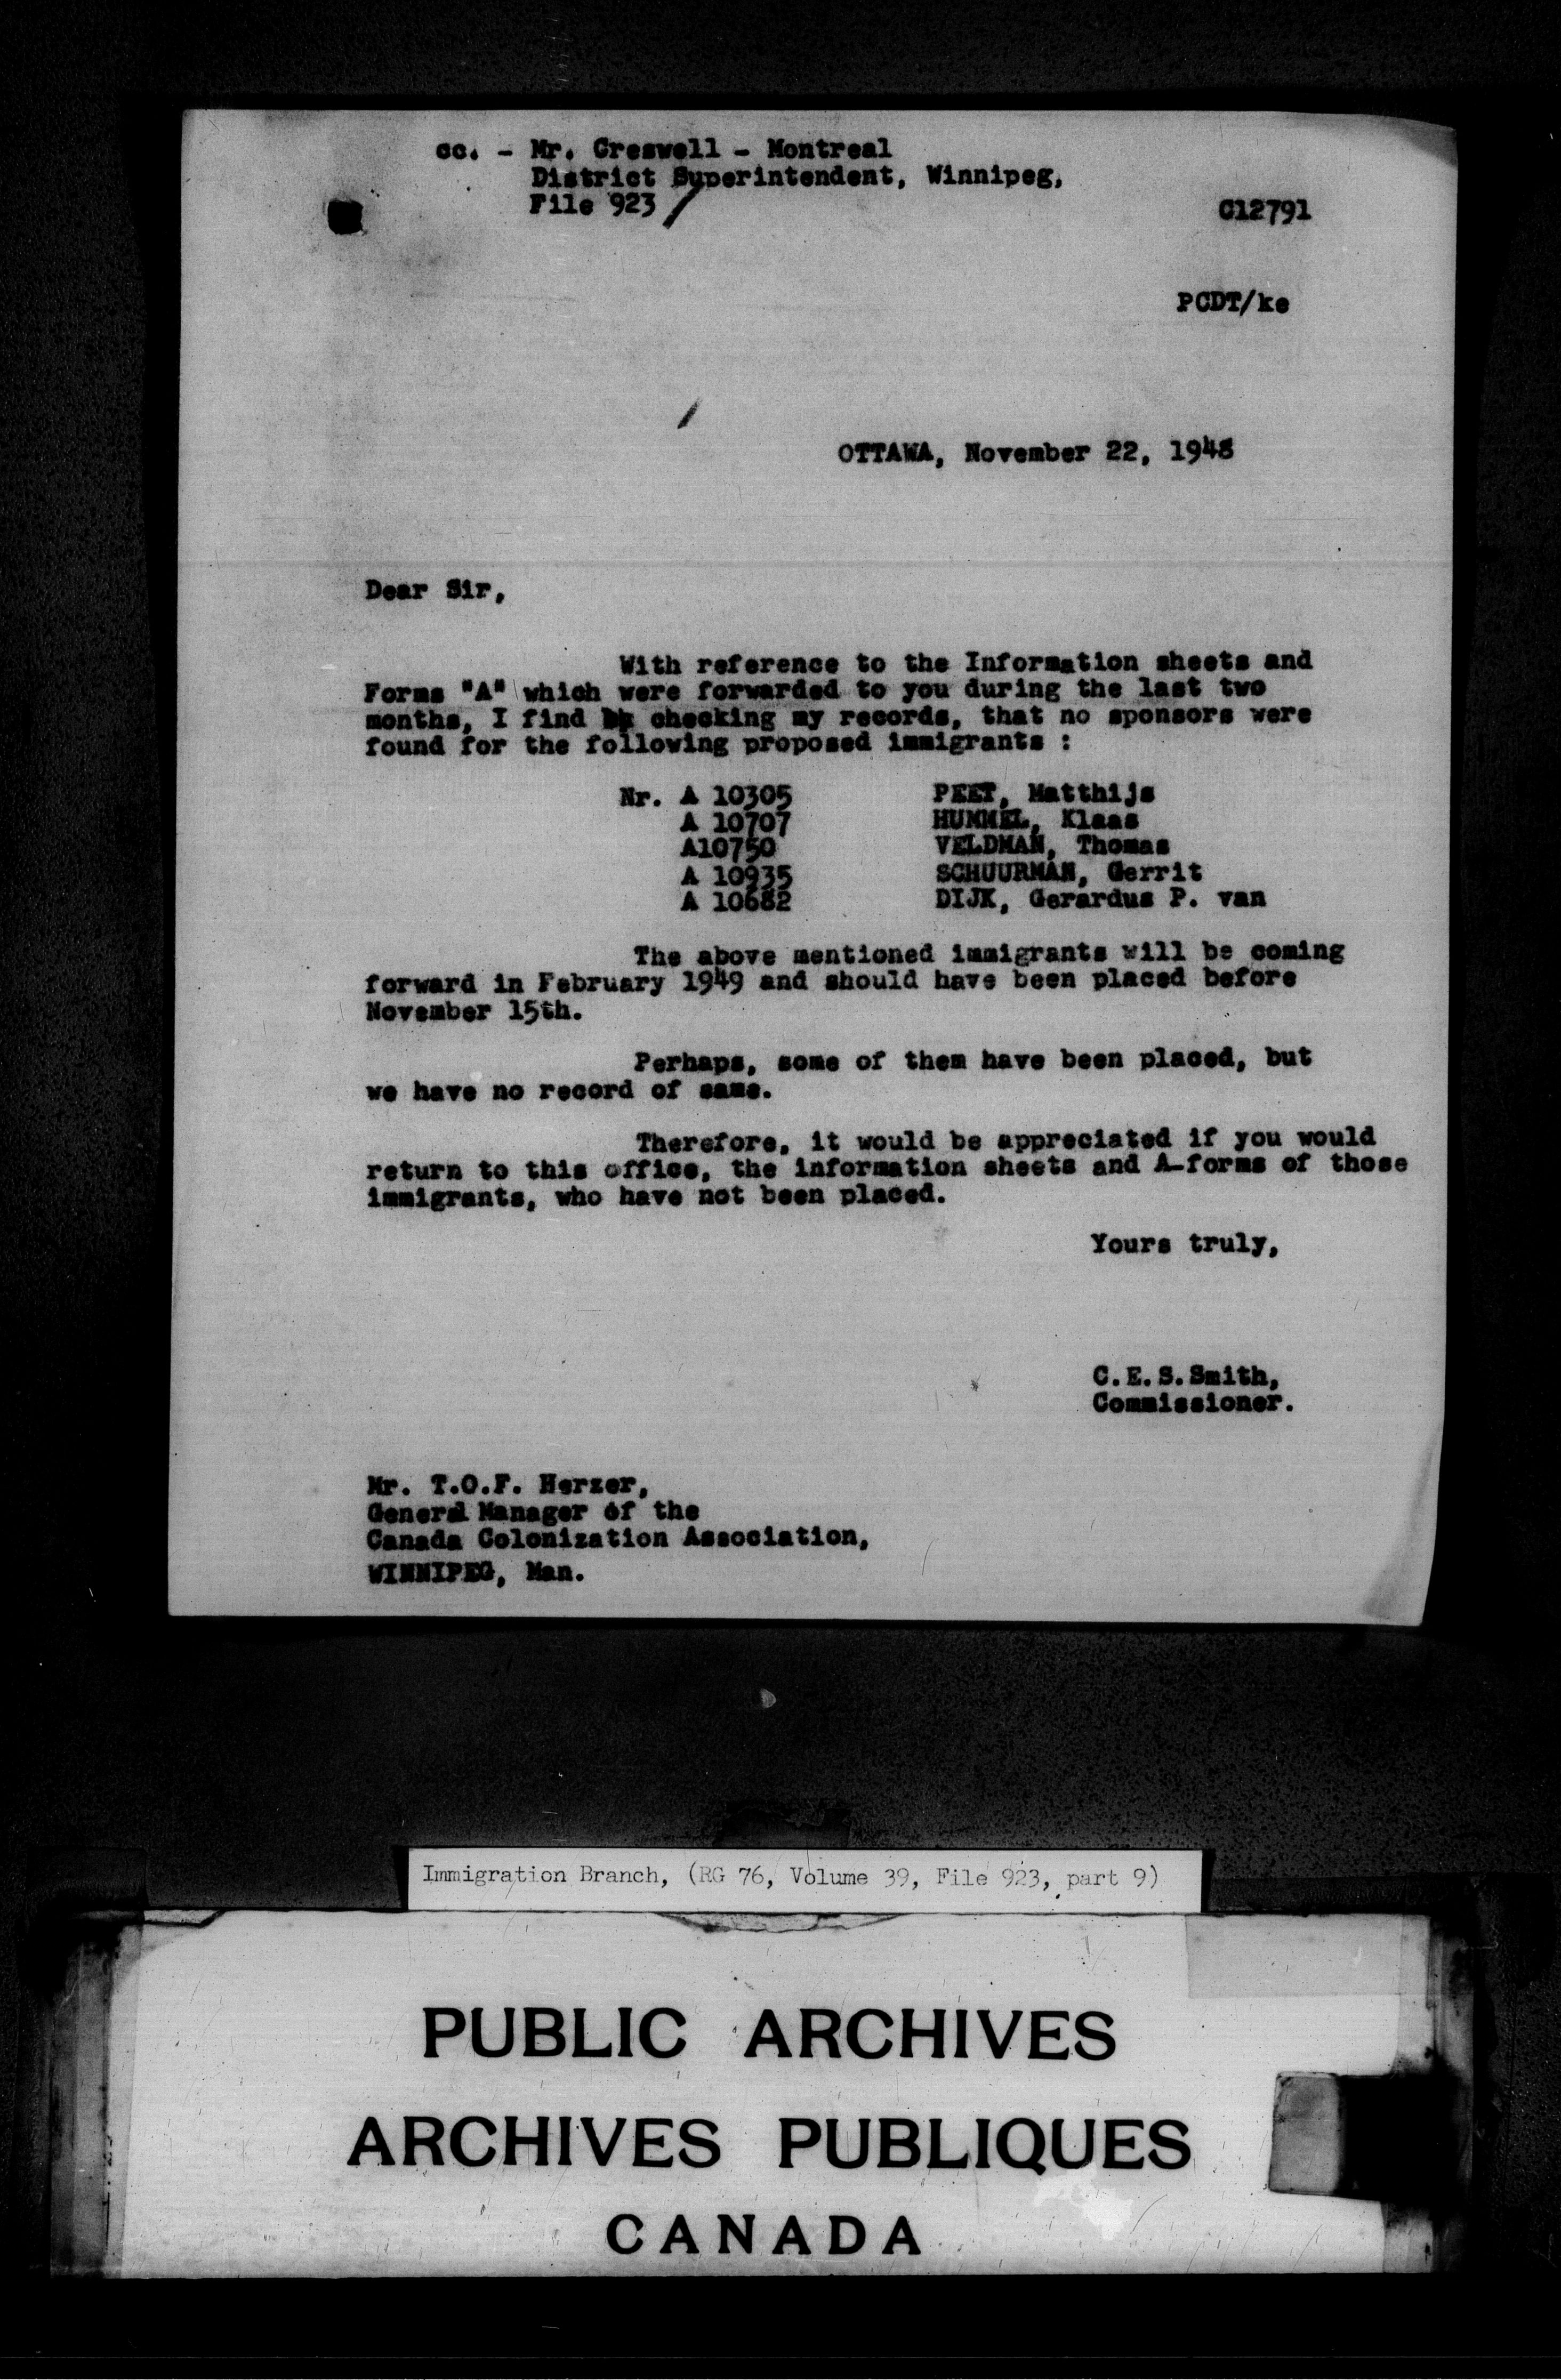 cc. - Mr. Creswell - Montreal
District Superintendent, Winnipeg,
File 923
C12791
PCDT/ke
OTTAWA, November 22, 1948
Dear Sir,
With reference to the Information sheets and
Forms "A" which were forwarded to you during the last two
months, I find checking my records, that no sponsors were
found for the following proposed immigrants :
Nr. A 10305 PEET, Matthijs
A 10707 HUMMEL, Klaas
A10750 VELDMAN, Thomas
A 10935 SCHUURMAN, Gerrit
A 10682 DIJK, Gerardus P. van
The above mentioned immigrants will be coming
forward in February 1949 and should have been placed before
November 15th.
Perhaps, some of them have been placed, but
we have no record of same.
Therefore, it would be appreciated if you would
return to this office, the information sheets and A-forms of those
immigrants, who have not been placed.
Yours truly,
C.E.S.Smith,
Commissioner.
Mr. T.O.F. Herzer,
General Manager of the
Canada Colonization Association,
WINNIPEG, Man.
Immigration Branch, (RG 76, Volume 39, File 923, part 9)
PUBLIC ARCHIVES
ARCHIVES PUBLIQUES
CANADA